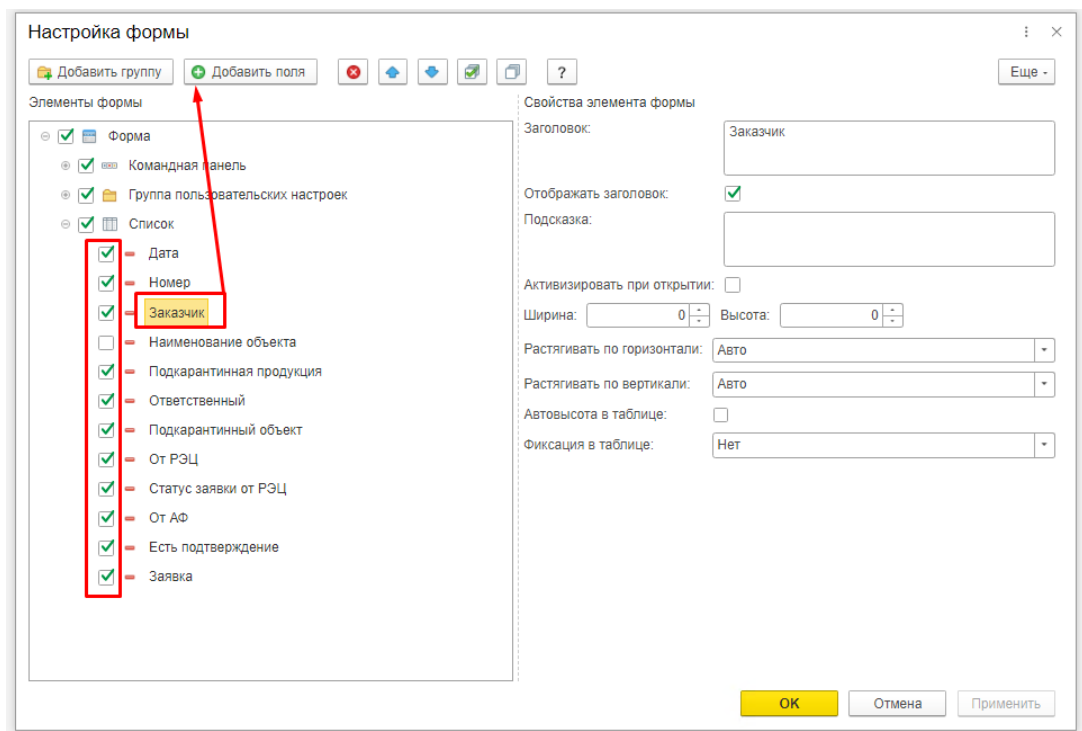 Настройка формы
Добавить группу Добавить поля ? Еще -
Элементы формы
Форма
Командная панель
Группа пользовательских настроек
Список
Дата
Номер
Заказчик
Наименование объекта
Подкарантинная продукция
Ответственный
Подкарантинный объект
От РЭЦ
Статус заявки от РЭЦ
От АФ
Есть подтверждение
Заявка
Свойства элемента формы
Заголовок: Заказчик
Отображать заголовок:
Подсказка:
Активизировать при открытии:
Ширина: 0 Высота: 0
Растягивать по горизонтали: Авто
Растягивать по вертикали: Авто
Автовысота в таблице:
Фиксация в таблице: Нет
ОК Отмена Применить